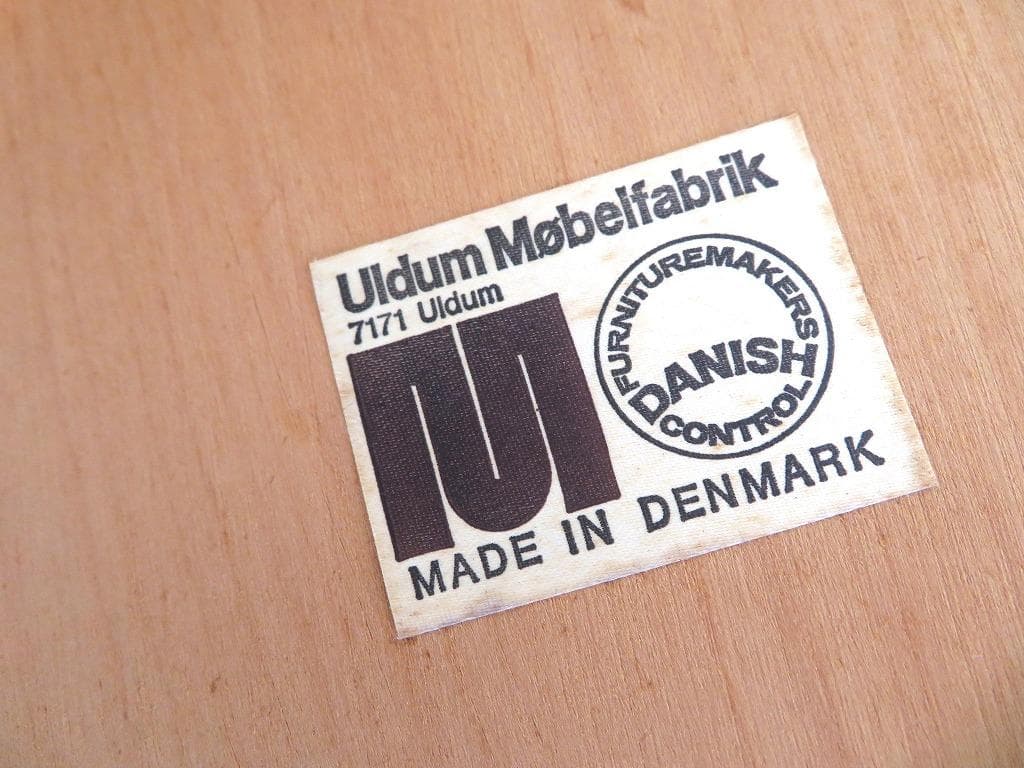 Uldum Møbelfabrik
7171 Uldum
FURNITUREMAKERS
DANISH
CONTROL
MADE IN DENMARK